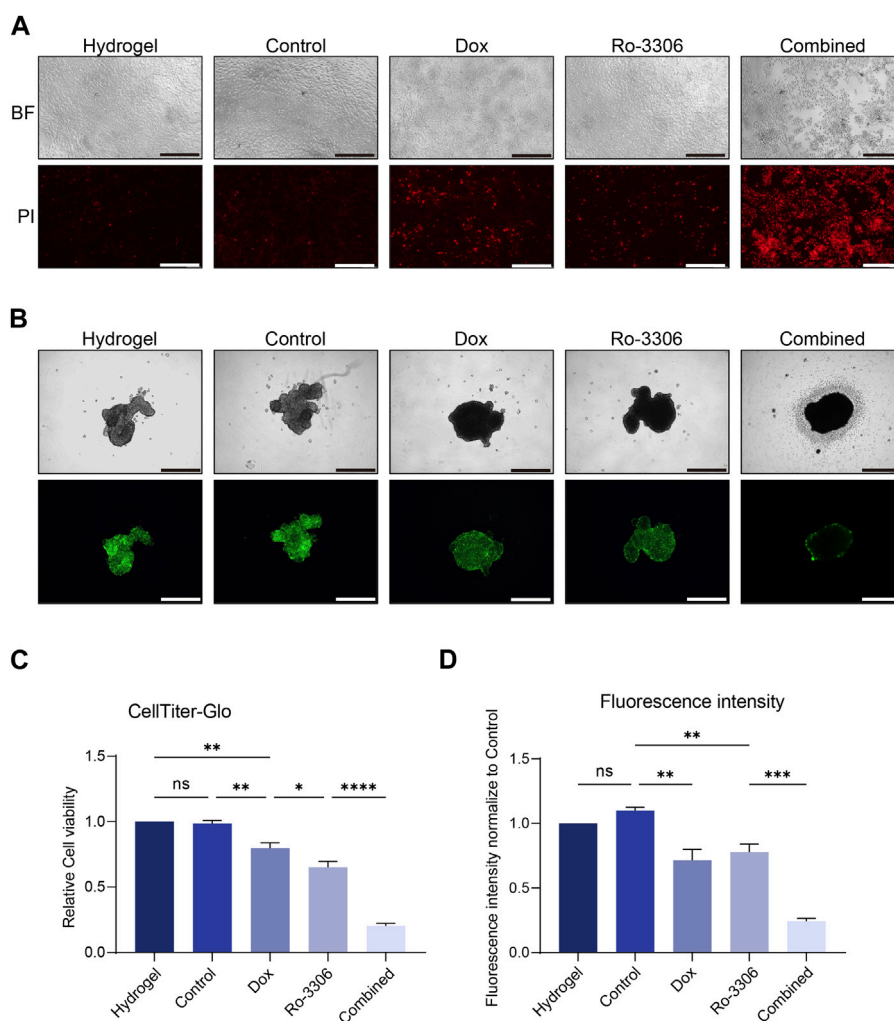 A
Hydrogel Control Dox Ro-3306 Combined
BF
PI
B
Hydrogel Control Dox Ro-3306 Combined
C
CellTiter-Glo
Relative Cell viability
1.5
1.0
0.5
0.0
**
ns ** * ****
Hydrogel Control Dox Ro-3306 Combined
D
Fluorescence intensity
Fluorescence intensity normalize to Control
1.5
1.0
0.5
0.0
**
ns ** ***
Hydrogel Control Dox Ro-3306 Combined